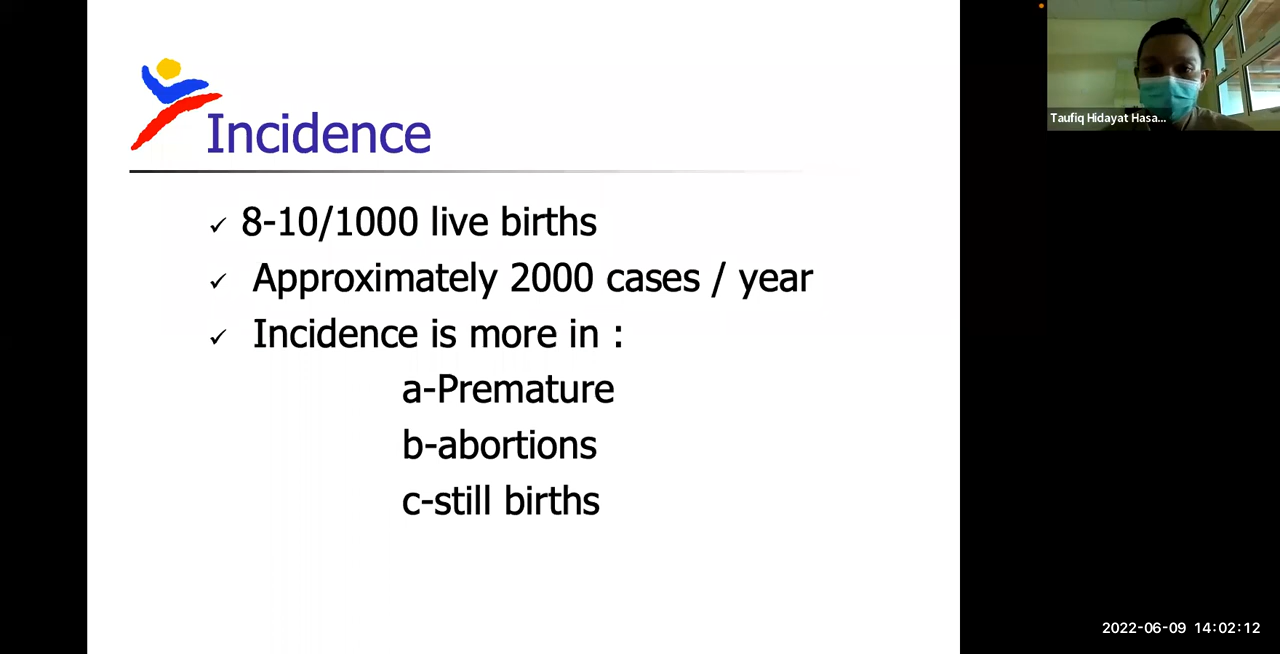 Incidence
✓ 8-10/1000 live births
✓ Approximately 2000 cases / year
✓ Incidence is more in :
a-Premature
b-abortions
c-still births
Taufiq Hidayat Hasa...
2022-06-09 14:02:12